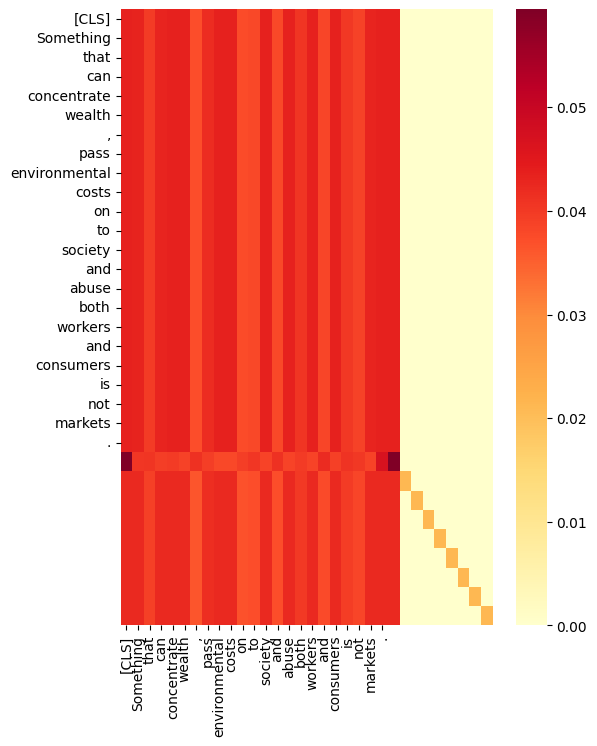 [CLS]
Something
that
can
concentrate
wealth
,
pass
environmental
costs
on
to
society
and
abuse
both
workers
and
consumers
is
not
markets
.
[CLS]
Something
that
can
concentrate
wealth
,
pass
environmental
costs
on
to
society
and
abuse
both
workers
and
consumers
is
not
markets
.
0.05
0.04
0.03
0.02
0.01
0.00